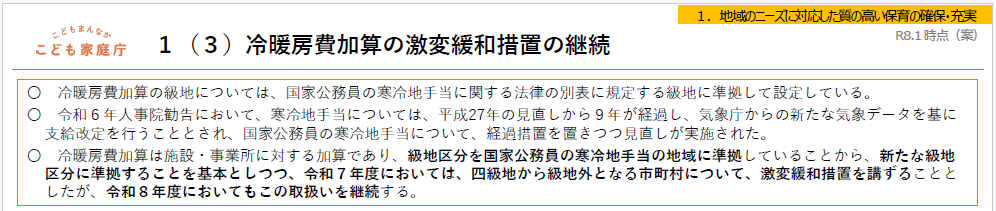 1．地域のニーズに対応した質の高い保育の確保・充実
R8.1時点（案）
こどもまんなか
こども家庭庁
１（３）冷暖房費加算の激変緩和措置の継続
○　冷暖房費加算の級地については、国家公務員の寒冷地手当に関する法律の別表に規定する級地に準拠して設定している。
○　令和６年人事院勧告において、寒冷地手当については、平成27年の見直しから９年が経過し、気象庁からの新たな気象データを基に
支給改定を行うこととされ、国家公務員の寒冷地手当について、経過措置を置きつつ見直しが実施された。
○　冷暖房費加算は施設・事業所に対する加算であり、級地区分を国家公務員の寒冷地手当の地域に準拠していることから、新たな級地
区分に準拠することを基本としつつ、令和７年度においては、四級地から級地外となる市町村について、激変緩和措置を講ずることと
したが、令和８年度においてもこの取扱いを継続する。